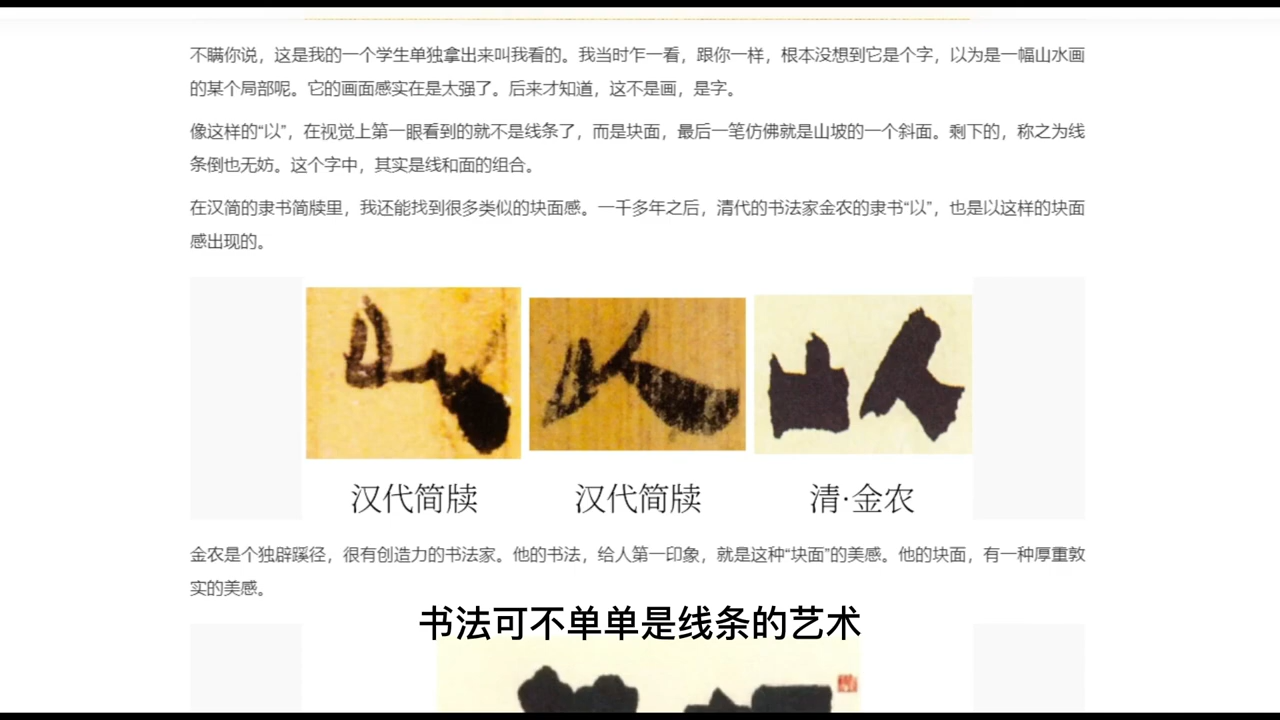 不瞒你说，这是我的一个学生单独拿出来叫我看的。我当时乍一看，跟你一样，根本没想到它是个字，以为是一幅山水画
的某个局部呢。它的画面感实在是太强了。后来才知道，这不是画，是字。
像这样的“以”，在视觉上第一眼看到的就不是线条了，而是块面，最后一笔仿佛就是山坡的一个斜面。剩下的，称之为线
条倒也无妨。这个字中，其实是线和面的组合。
在汉简的隶书简牍里，我还能找到很多类似的块面感。一千多年之后，清代的书法家金农的隶书“以”，也是以这样的块面
感出现的。
以 以 以
汉代简牍 汉代简牍 清·金农
金农是个独辟蹊径，很有创造力的书法家。他的书法，给人第一印象，就是这种“块面”的美感。他的块面，有一种厚重敦
实的美感。
书法可不单单是线条的艺术